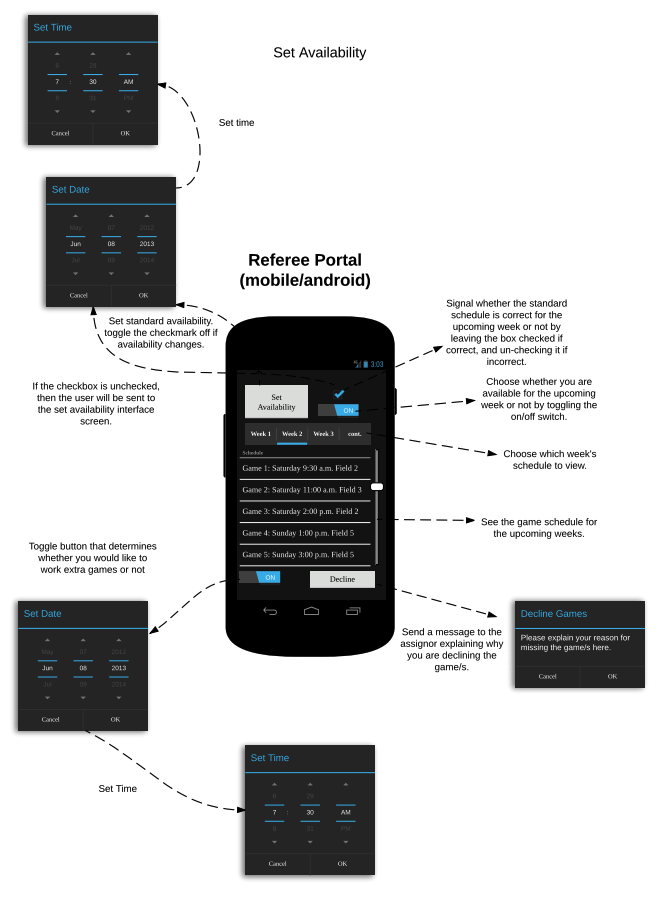 Set Time
6 29
7 : 30 AM
8 31 PM
Cancel OK
Set Availability
Set time
Set Date
May 07 2012
Jun 08 2013
Jul 09 2014
Cancel OK
Referee Portal
(mobile/android)
Set standard availability.
toggle the checkmark off if
availability changes.
If the checkbox is unchecked,
then the user will be sent to
the set availability interface
screen.
Signal whether the standard
schedule is correct for the
upcoming week or not by
leaving the box checked if
correct, and un-checking it if
incorrect.
Choose whether you are
available for the upcoming
week or not by toggling the
on/off switch.
Choose which week's
schedule to view.
See the game schedule for
the upcoming weeks.
3:03
Set
Availability
ON
Week 1 Week 2 Week 3 cont.
Schedule
Game 1: Saturday 9:30 a.m. Field 2
Game 2: Saturday 11:00 a.m. Field 3
Game 3: Saturday 2:00 p.m. Field 2
Game 4: Sunday 1:00 p.m. Field 5
Game 5: Sunday 3:00 p.m. Field 5
ON Decline
Toggle button that determines
whether you would like to
work extra games or not
Set Date
May 07 2012
Jun 08 2013
Jul 09 2014
Cancel OK
Send a message to the
assignor explaining why
you are declining the
game/s.
Decline Games
Please explain your reason for
missing the game/s here.
Cancel OK
Set Time
Set Time
6 29
7 : 30 AM
8 31 PM
Cancel OK